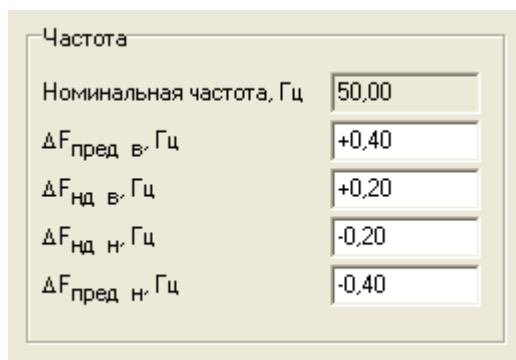 Частота
Номинальная частота, Гц 50,00
ΔFпред в, Гц +0,40
ΔFнд в, Гц +0,20
ΔFнд н, Гц -0,20
ΔFпред н, Гц -0,40